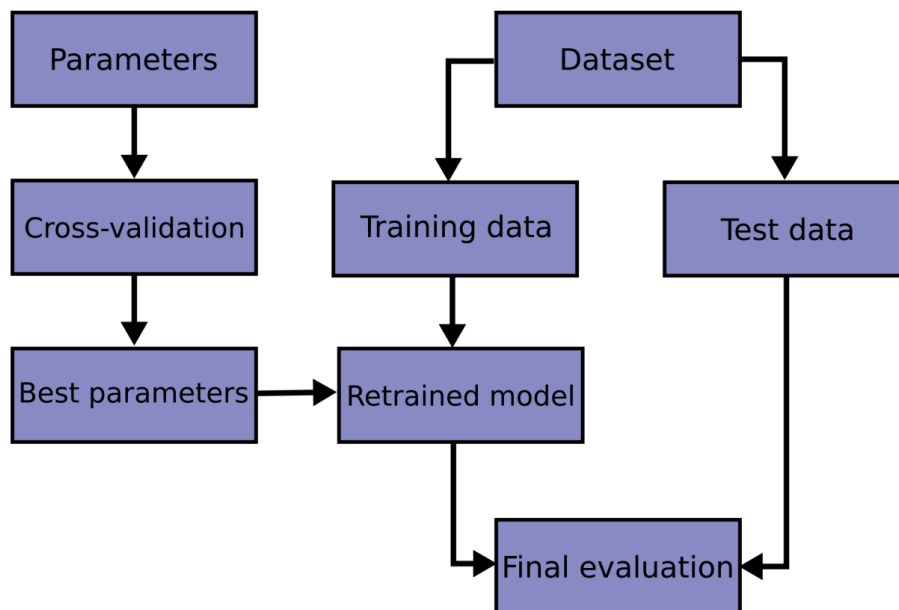 Parameters
Dataset
Cross-validation
Training data
Test data
Best parameters
Retrained model
Final evaluation